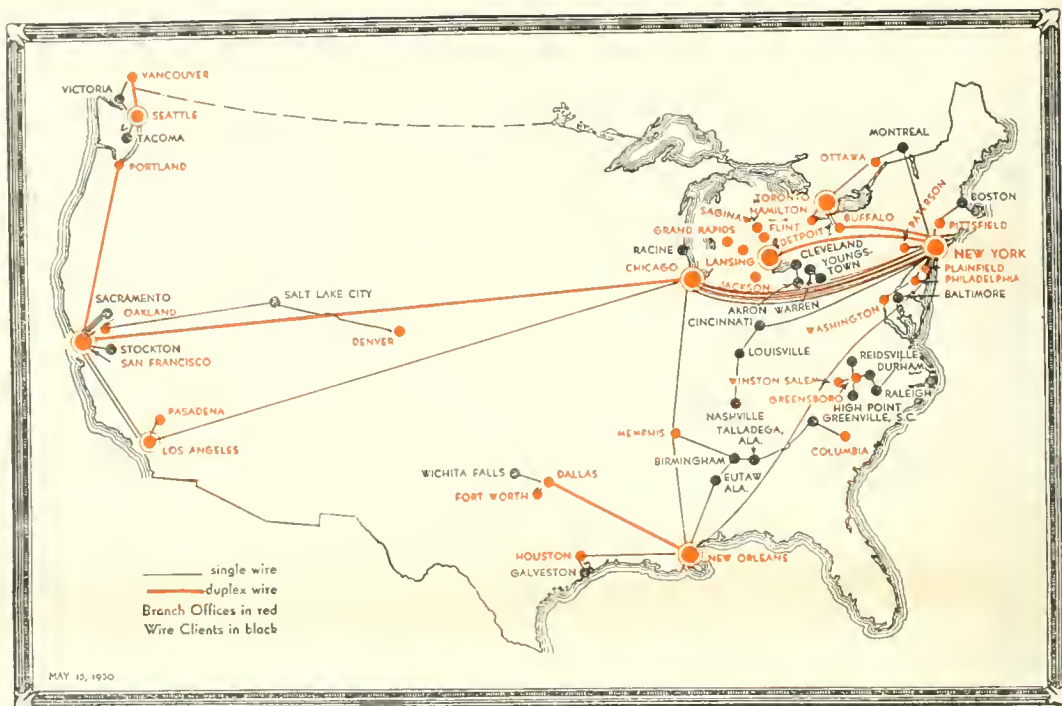 VANCOUVER
VICTORIA
SEATTLE
TACOMA
PORTLAND
MONTREAL
OTTAWA
TORONTO
HAMILTON
BUFFALO
PATERSON
BOSTON
PITTSFIELD
SAGINA
FLINT
GRAND RAPIDS
DETROIT
RACINE
LANSING
CLEVELAND
YOUNGS-
TOWN
NEW YORK
CHICAGO
JACKSON
PLAINFIELD
PHILADELPHIA
AKRON
WARREN
BALTIMORE
CINCINNATI
WASHINGTON
SACRAMENTO
OAKLAND
SALT LAKE CITY
DENVER
STOCKTON
SAN FRANCISCO
LOUISVILLE
REIDSVILLE
DURHAM
WINSTON SALEM
GREENSBORO
RALEIGH
HIGH POINT
GREENVILLE, S.C.
NASHVILLE
TALLADEGA,
ALA.
PASADENA
LOS ANGELES
MEMPHIS
COLUMBIA
BIRMINGHAM
EUTAW
ALA.
WICHITA FALLS
DALLAS
FORT WORTH
HOUSTON
GALVESTON
NEW ORLEANS
single wire
duplex wire
Branch Offices in red
Wire Clients in black
MAY 15, 1930